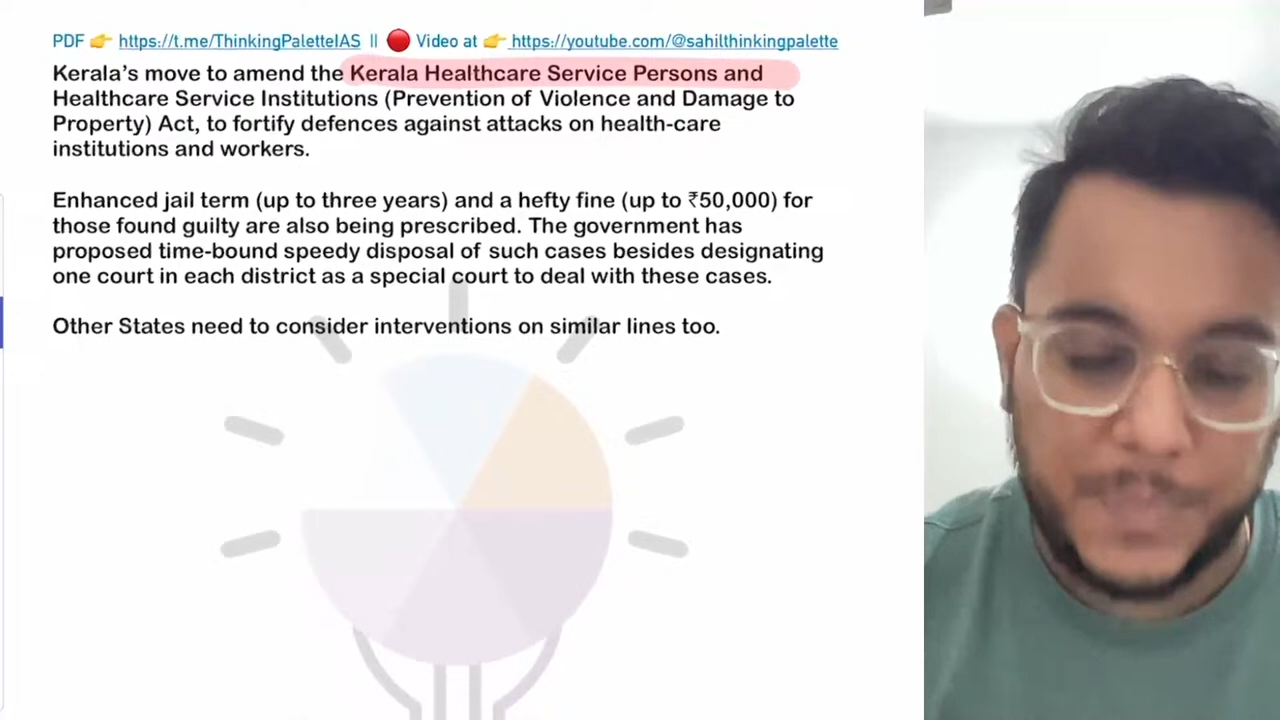 PDF 👉 https://t.me/ThinkingPaletteIAS || 🔴 Video at 👉 https://youtube.com/@sahilthinkingpalette
Kerala’s move to amend the Kerala Healthcare Service Persons and
Healthcare Service Institutions (Prevention of Violence and Damage to
Property) Act, to fortify defences against attacks on health-care
institutions and workers.
Enhanced jail term (up to three years) and a hefty fine (up to ₹50,000) for
those found guilty are also being prescribed. The government has
proposed time-bound speedy disposal of such cases besides designating
one court in each district as a special court to deal with these cases.
Other States need to consider interventions on similar lines too.